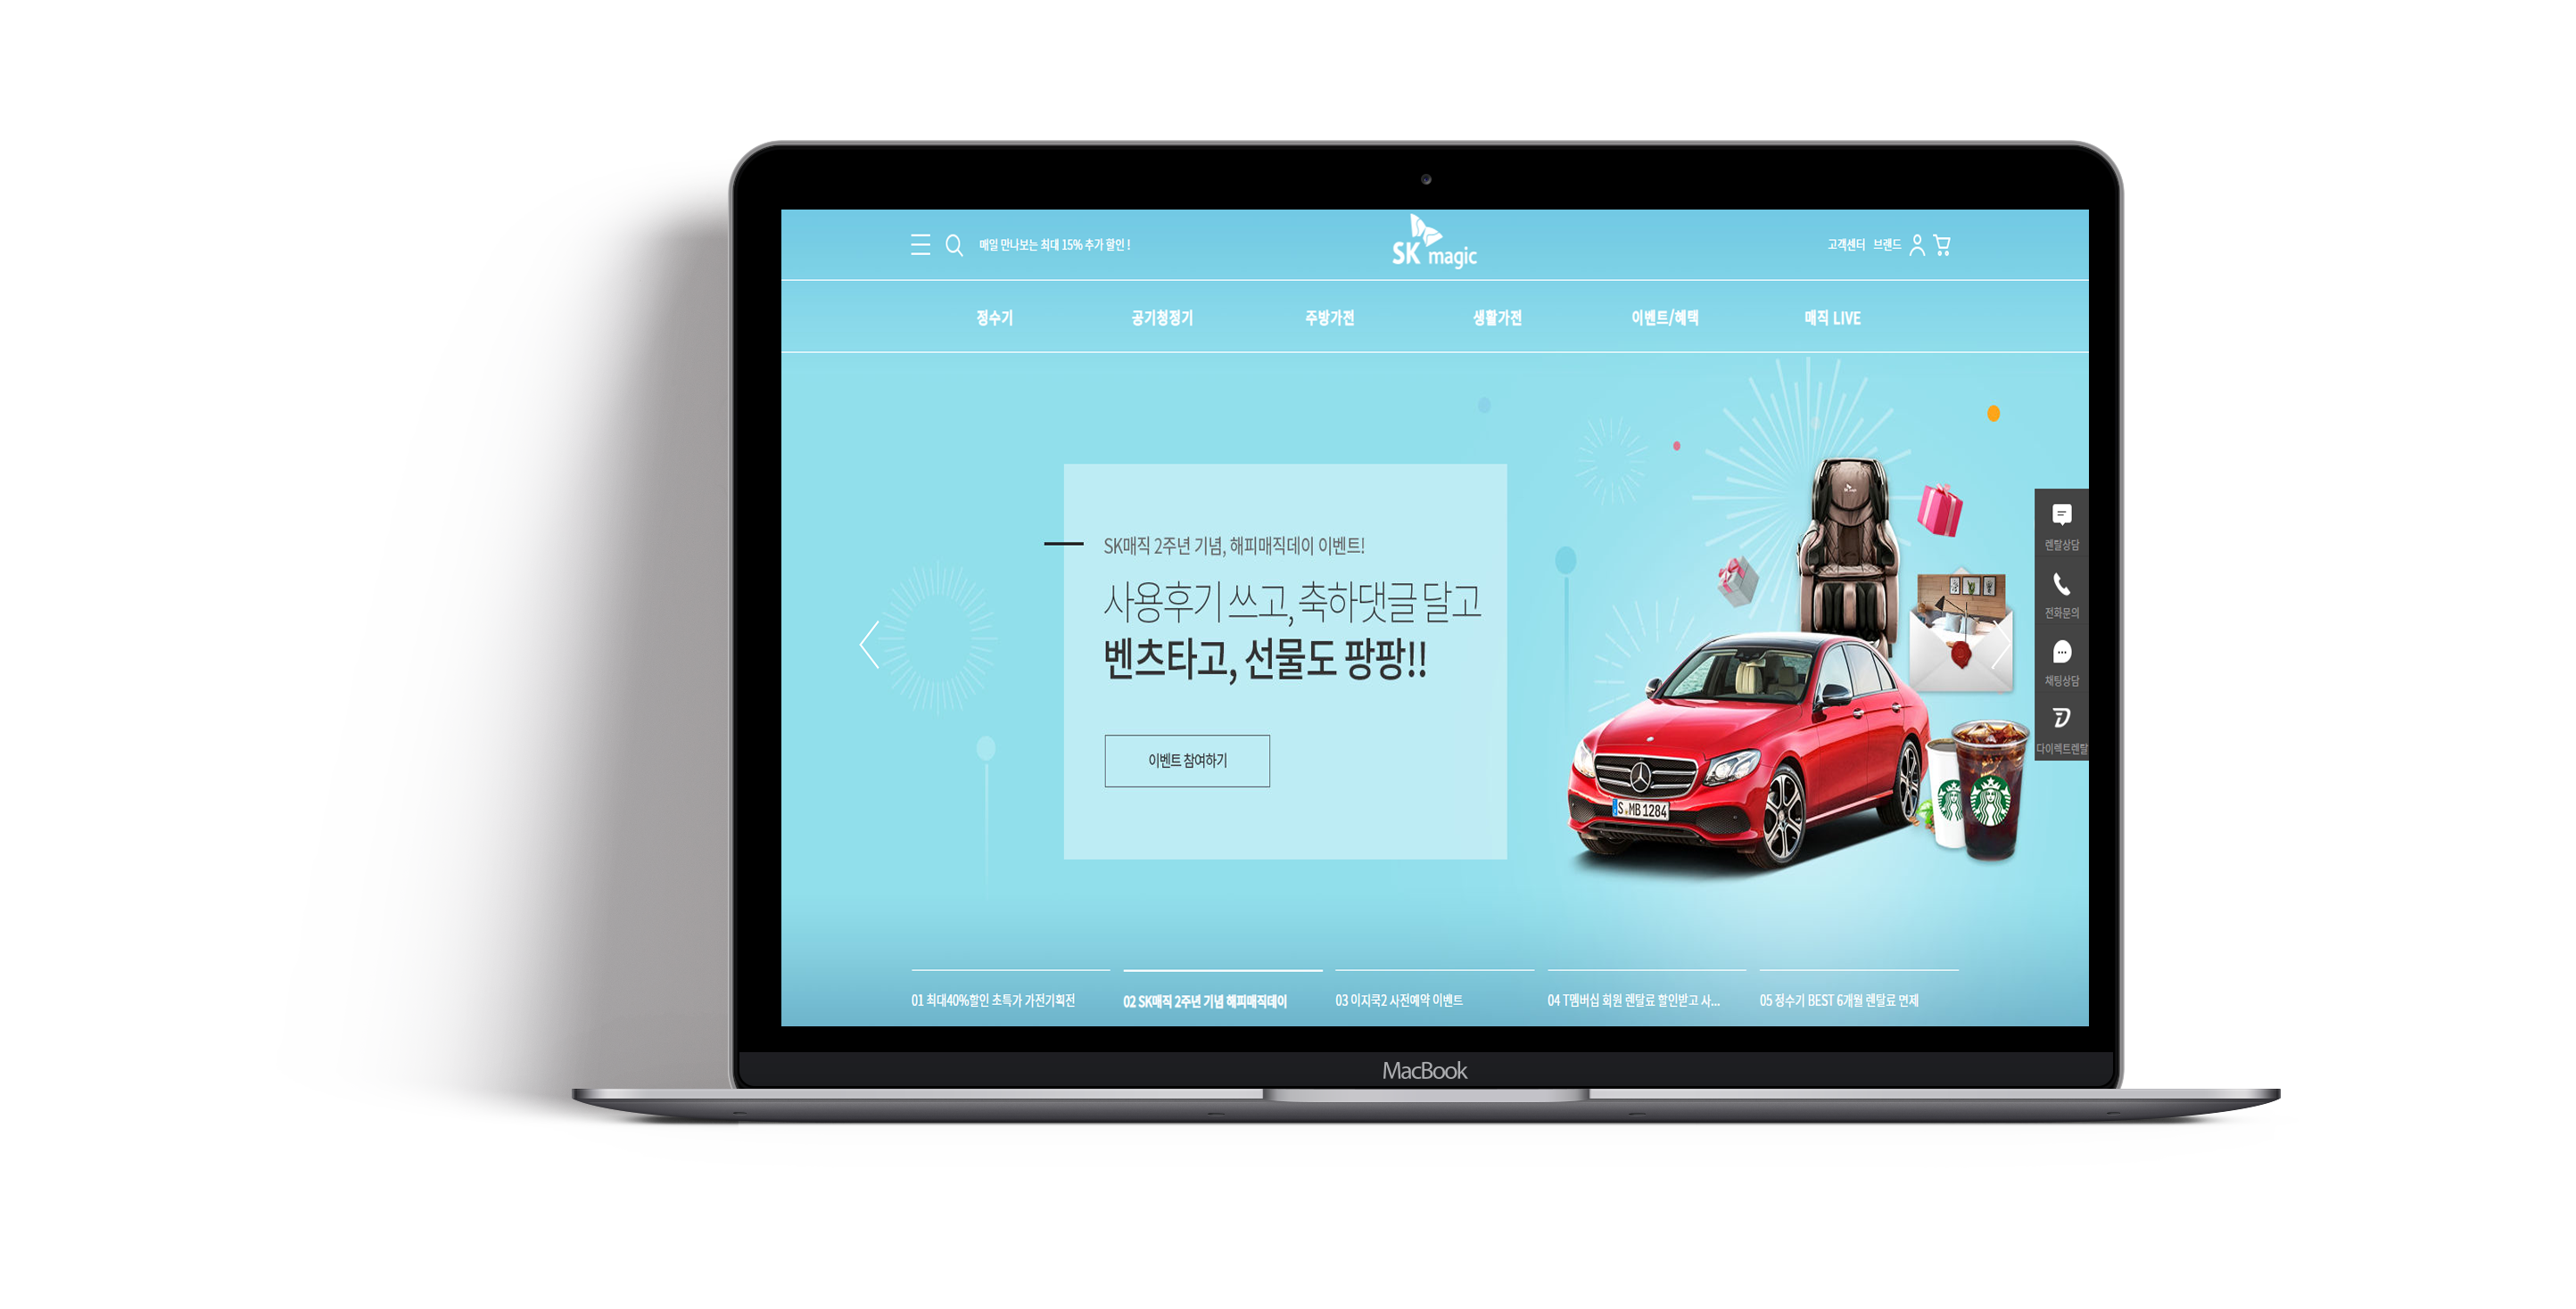 매일 만나보는 최대 15% 추가 할인 !
SK magic
고객센터 브랜드
정수기 공기청정기 주방가전 생활가전 이벤트/혜택 매직 LIVE
SK매직 2주년 기념, 해피매직데이 이벤트!
사용후기 쓰고, 축하댓글 달고
벤츠타고, 선물도 팡팡!!
이벤트 참여하기
S MB 1284
렌탈상담
전화문의
채팅상담
다이렉트렌탈
01 최대40%할인 초특가 가전기획전
02 SK매직 2주년 기념 해피매직데이
03 이지쿡2 사전예약 이벤트
04 T멤버십 회원 렌탈료 할인받고 사...
05 정수기 BEST 6개월 렌탈료 면제
MacBook